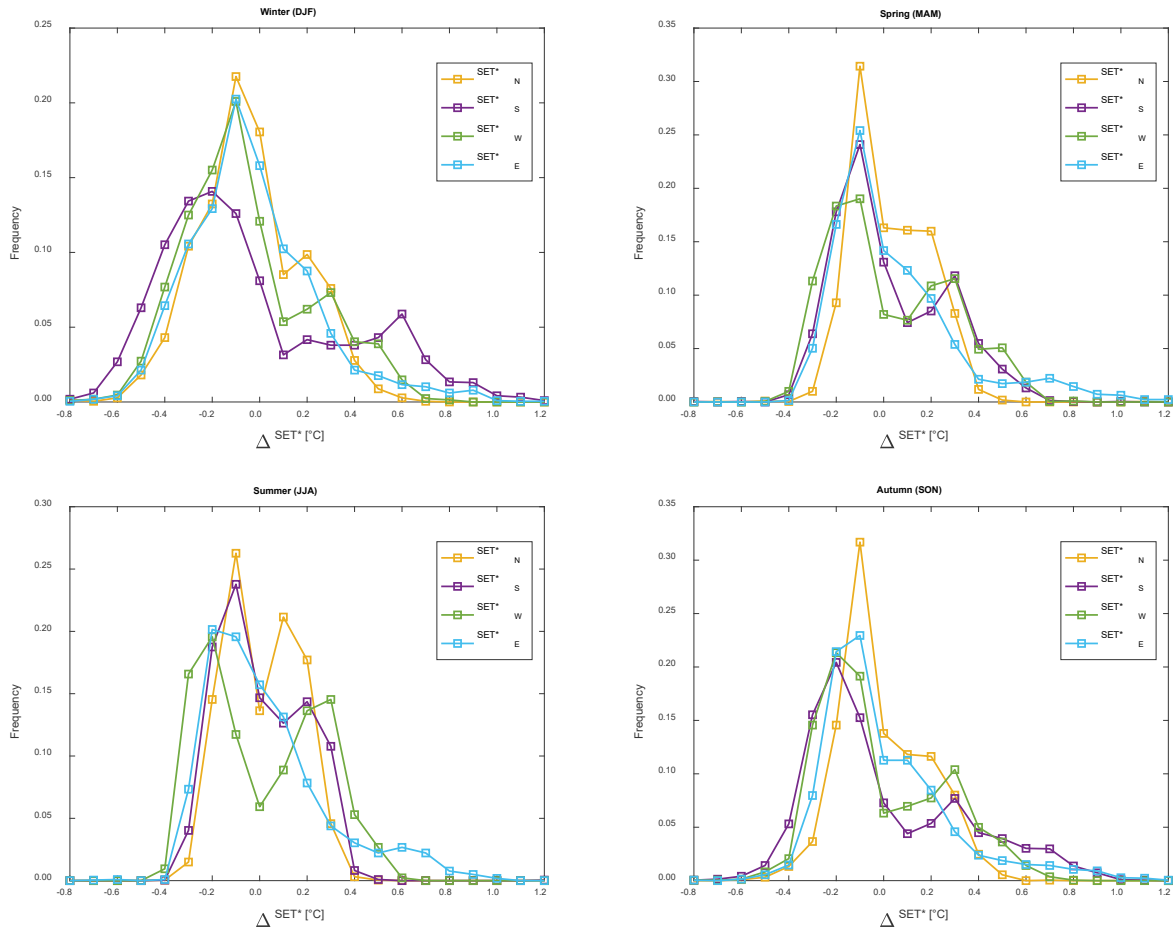 Winter (DJF)
0.25
0.20
0.15
0.10
0.05
0.00
Frequency
-0.8 -0.6 -0.4 -0.2 0.0 0.2 0.4 0.6 0.8 1.0 1.2
Δ SET* [°C]
SET* N
SET* S
SET* W
SET* E
Spring (MAM)
0.35
0.30
0.25
0.20
0.15
0.10
0.05
0.00
Frequency
-0.8 -0.6 -0.4 -0.2 0.0 0.2 0.4 0.6 0.8 1.0 1.2
Δ SET* [°C]
SET* N
SET* S
SET* W
SET* E
Summer (JJA)
0.30
0.25
0.20
0.15
0.10
0.05
0.00
Frequency
-0.8 -0.6 -0.4 -0.2 0.0 0.2 0.4 0.6 0.8 1.0 1.2
Δ SET* [°C]
SET* N
SET* S
SET* W
SET* E
Autumn (SON)
0.35
0.30
0.25
0.20
0.15
0.10
0.05
0.00
Frequency
-0.8 -0.6 -0.4 -0.2 0.0 0.2 0.4 0.6 0.8 1.0 1.2
Δ SET* [°C]
SET* N
SET* S
SET* W
SET* E